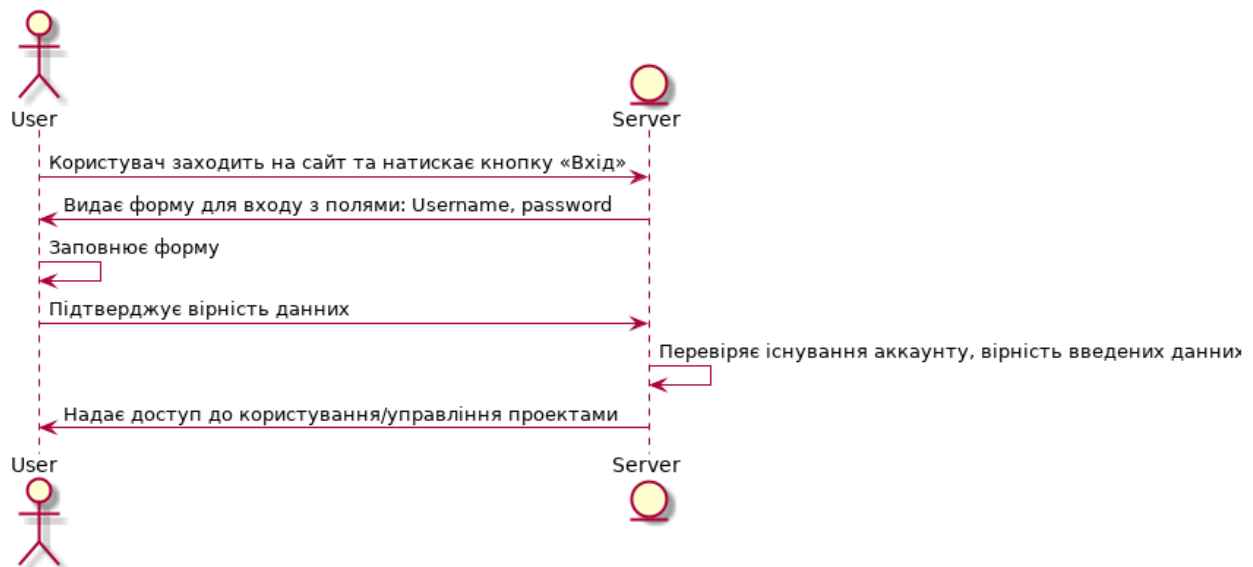 User
Server
Користувач заходить на сайт та натискає кнопку «Вхід»
Видає форму для входу з полями: Username, password
Заповнює форму
Підтверджує вірність данних
Перевіряє існування аккаунту, вірність введених данних
Надає доступ до користування/управління проектами
User
Server